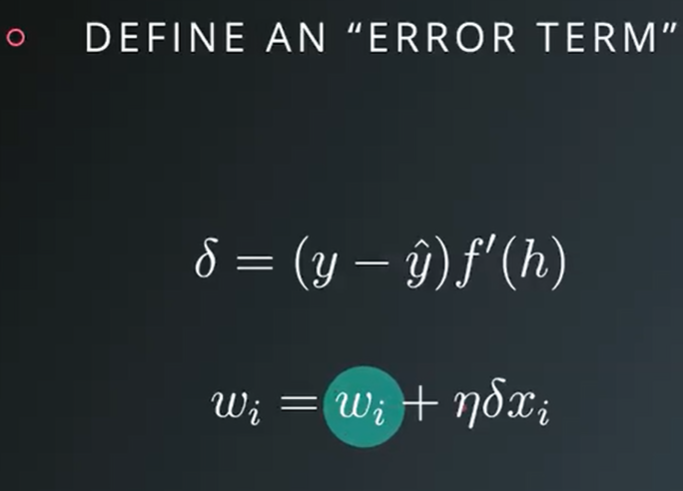 DEFINE AN “ERROR TERM”
δ = (y − ŷ)f′(h)
wᵢ = wᵢ + ηδxᵢ